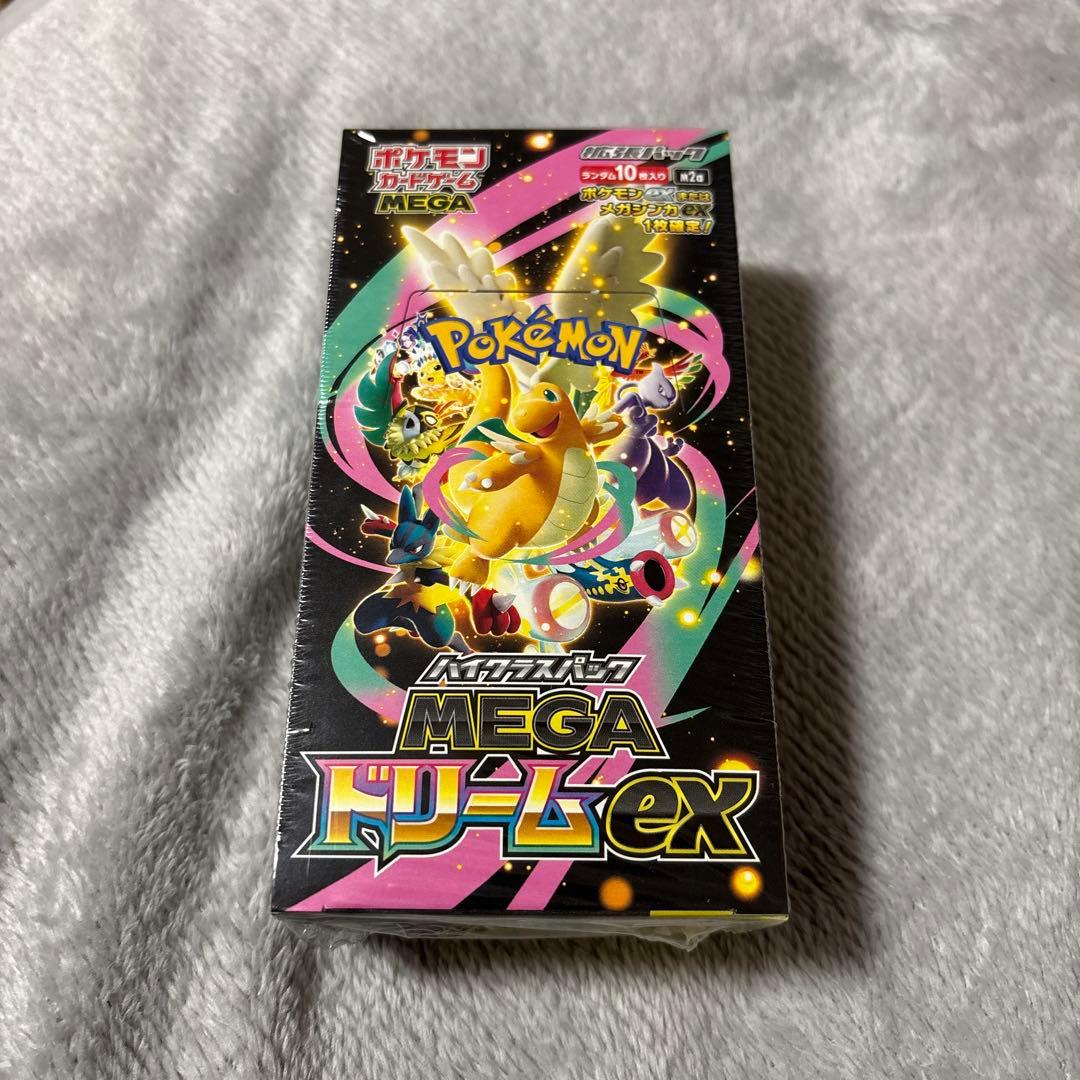 ポケモン
カードゲーム
MEGA
拡張パック
ランダム10枚入り M2a
ポケモンexまたは
メガシンカex
1枚確定!
POKÉMON
ハイクラスパック
MEGA
ドリームex